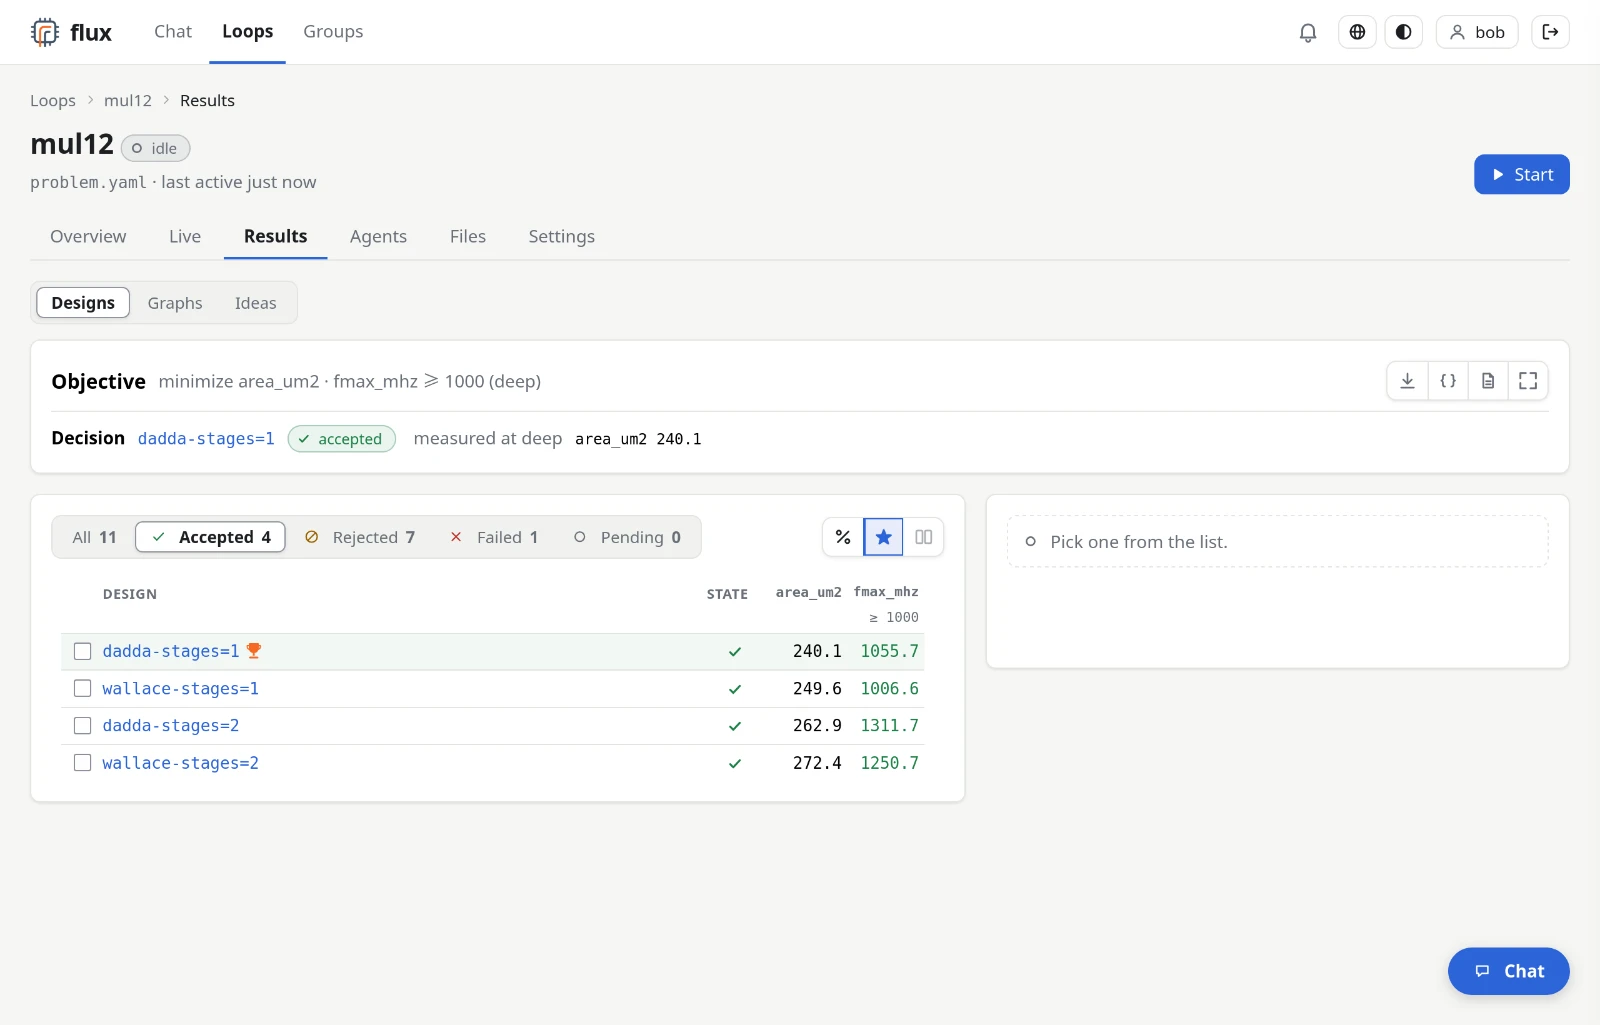 flux Chat Loops Groups bob
Loops > mul12 > Results
mul12 idle
problem.yaml · last active just now
Start
Overview Live Results Agents Files Settings
Designs Graphs Ideas
Objective minimize area_um2 · fmax_mhz ⩾ 1000 (deep)
{}
Decision dadda-stages=1 accepted measured at deep area_um2 240.1
All 11 Accepted 4 Rejected 7 Failed 1 Pending 0 %
Pick one from the list.
DESIGN STATE area_um2 fmax_mhz
≥ 1000
dadda-stages=1 240.1 1055.7
wallace-stages=1 249.6 1006.6
dadda-stages=2 262.9 1311.7
wallace-stages=2 272.4 1250.7
Chat